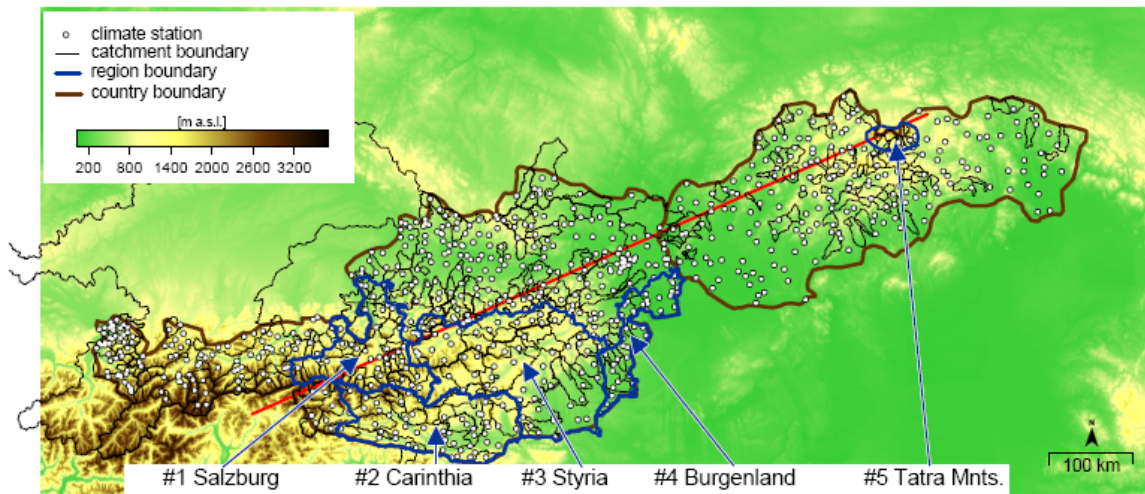 climate station
catchment boundary
region boundary
country boundary
[m a.s.l.]
200 800 1400 2000 2600 3200
100 km
#1 Salzburg #2 Carinthia #3 Styria #4 Burgenland #5 Tatra Mnts.